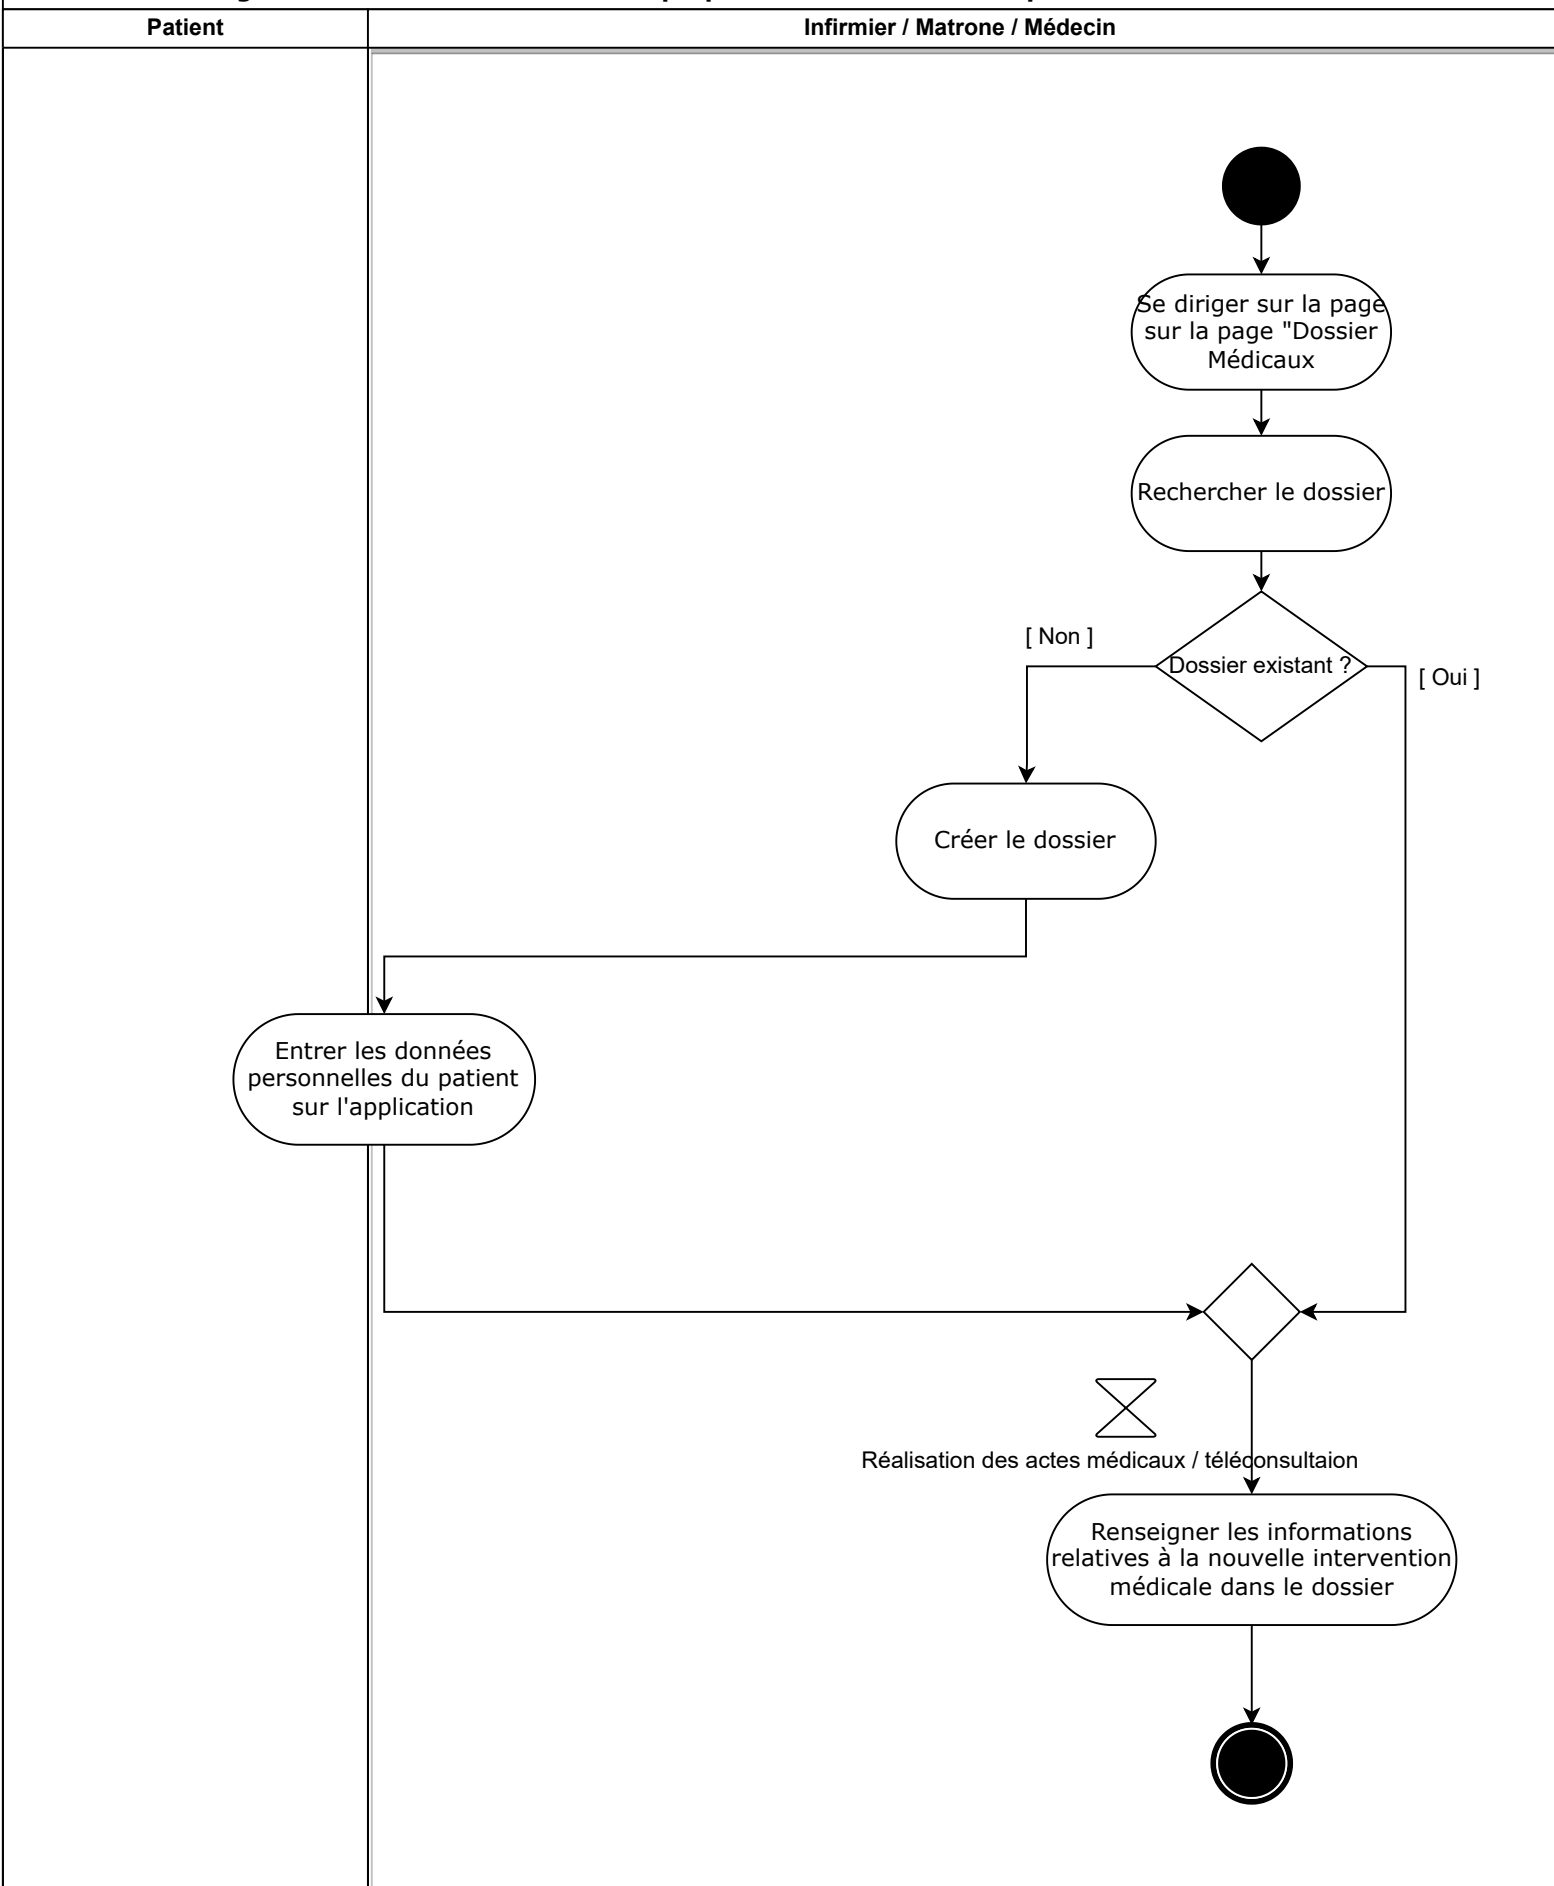 Patient
Infirmier / Matrone / Médecin
Se diriger sur la page
sur la page "Dossier
Médicaux
Rechercher le dossier
[ Non ]
Dossier existant ?
[ Oui ]
Créer le dossier
Entrer les données
personnelles du patient
sur l'application
Réalisation des actes médicaux / téléconsultaion
Renseigner les informations
relatives à la nouvelle intervention
médicale dans le dossier